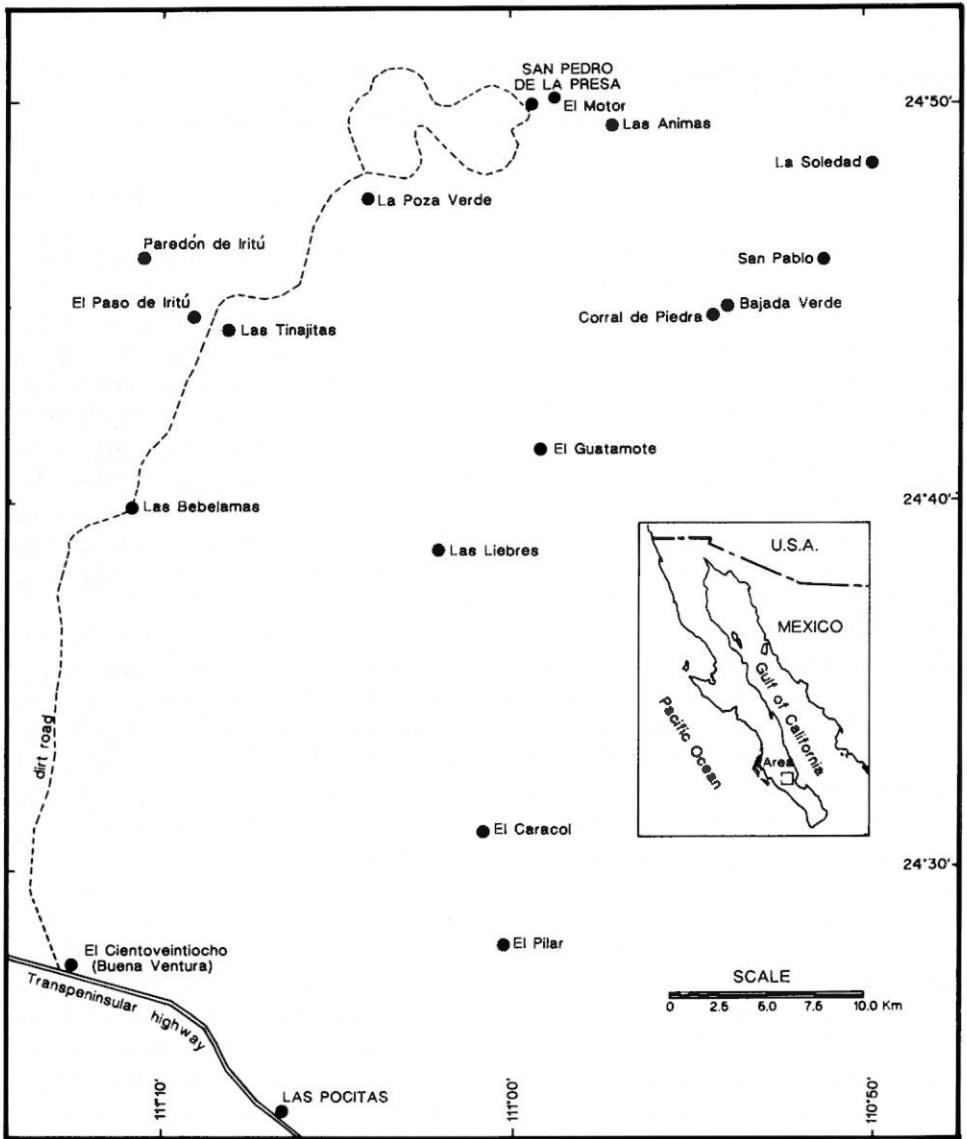 SAN PEDRO
DE LA PRESA
El Motor
24°50'
Las Animas
La Soledad
La Poza Verde
Paredón de Iritú
San Pablo
El Paso de Iritú
Bajada Verde
Corral de Piedra
Las Tinajitas
El Guatamote
24°40'
Las Bebelamas
Las Liebres
U.S.A.
MEXICO
Gulf of California
Pacific Ocean
Area
dirt road
El Caracol
24°30'
El Cientoveintiocho
(Buena Ventura)
El Pilar
Transpeninsular highway
SCALE
0 2.5 6.0 7.6 10.0 Km
LAS POCITAS
111°10'
111°00'
110°50'